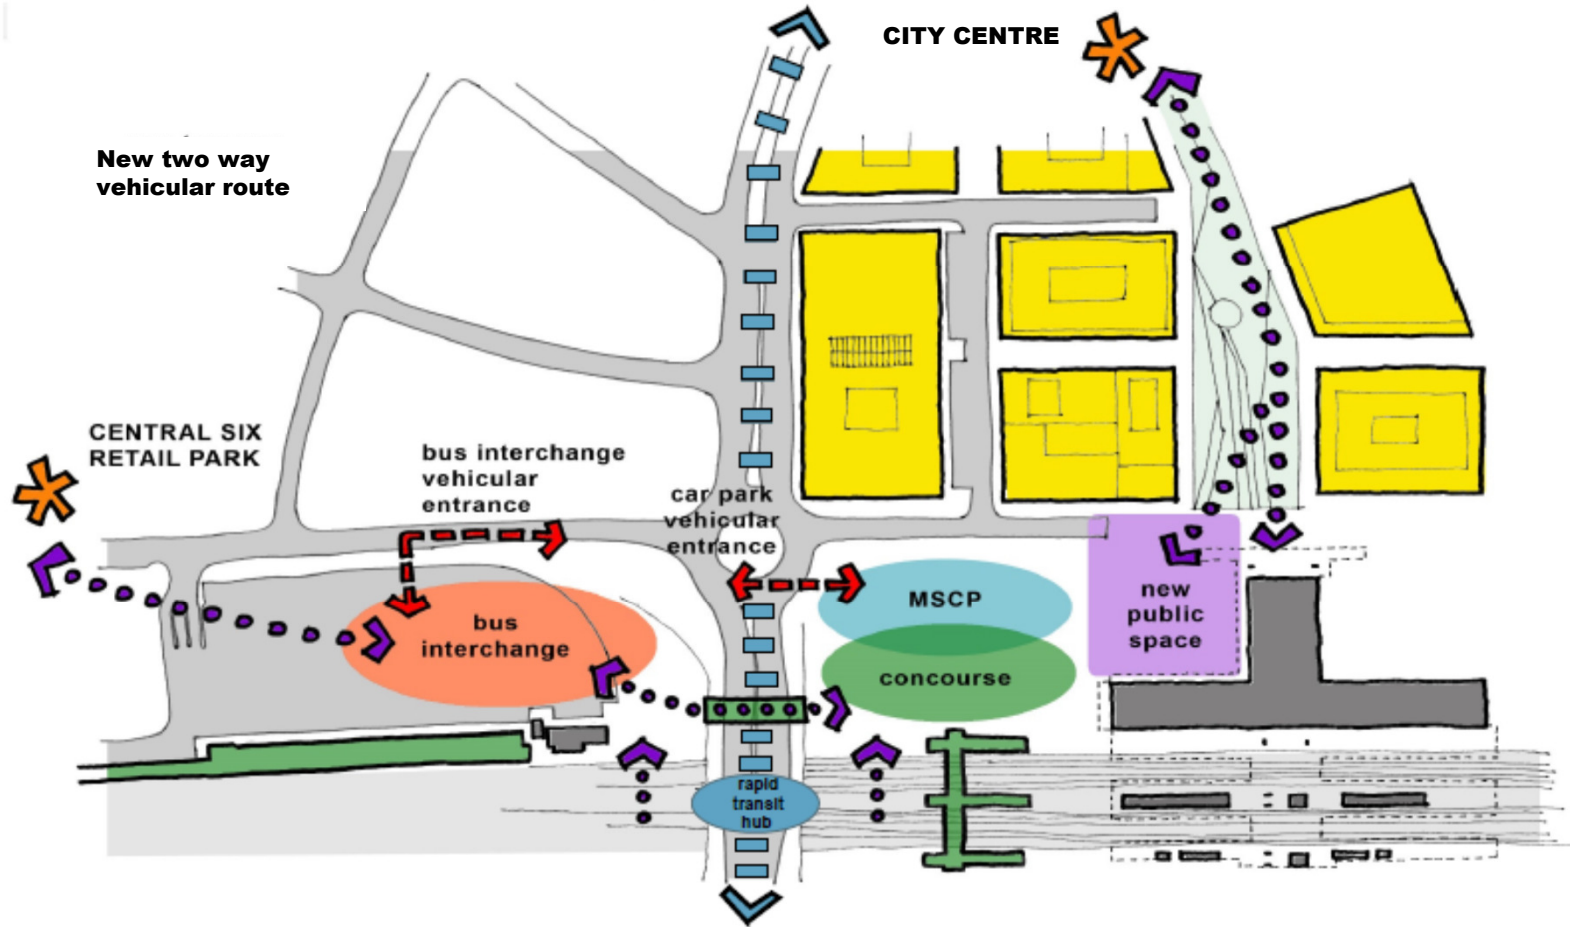 CITY CENTRE
New two way
vehicular route
CENTRAL SIX
RETAIL PARK
bus interchange
vehicular
entrance
car park
vehicular
entrance
bus
interchange
MSCP
concourse
new
public
space
rapid
transit
hub